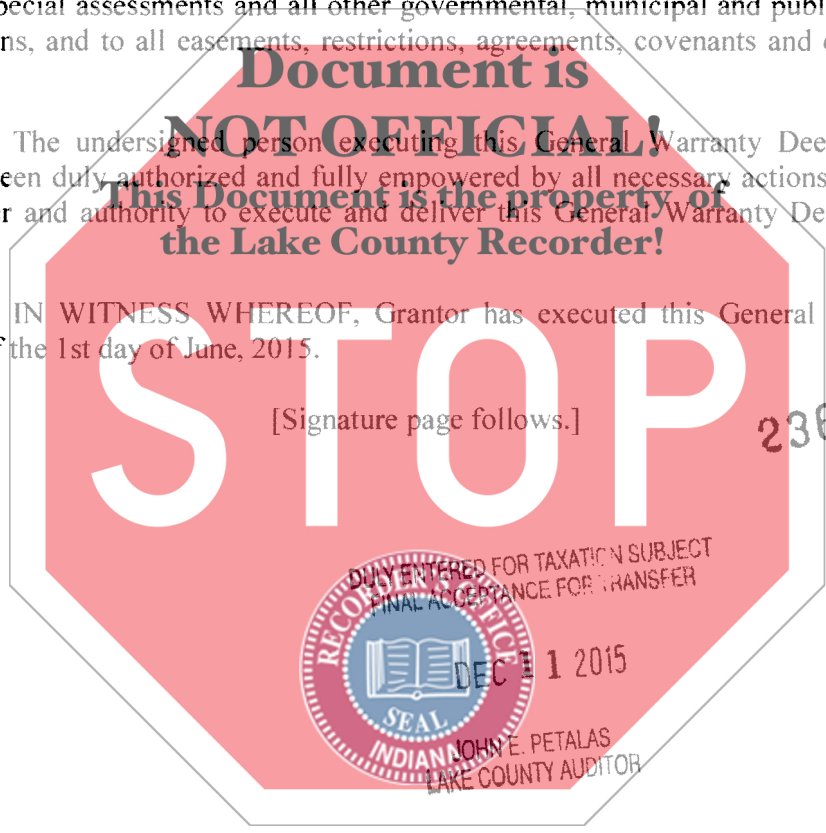 pecial assessments and all other governmental, municipal and publ
ns, and to all easements, restrictions, agreements, covenants and
Document is
NOT OFFICIAL!
The undersigned person executing this General Warranty Dee
een duly authorized and fully empowered by all necessary actions
This Document is the property of
r and authority to execute and deliver this General Warranty De
the Lake County Recorder!
IN WITNESS WHEREOF, Grantor has executed this General
f the 1st day of June, 2015.
STOP
[Signature page follows.]
236
DULY ENTERED FOR TAXATION SUBJECT
FINAL ACCEPTANCE FOR TRANSFER
RECORDER'S OFFICE
DEC 1 2015
SEAL
INDIANA
JOHN E. PETALAS
LAKE COUNTY AUDITOR